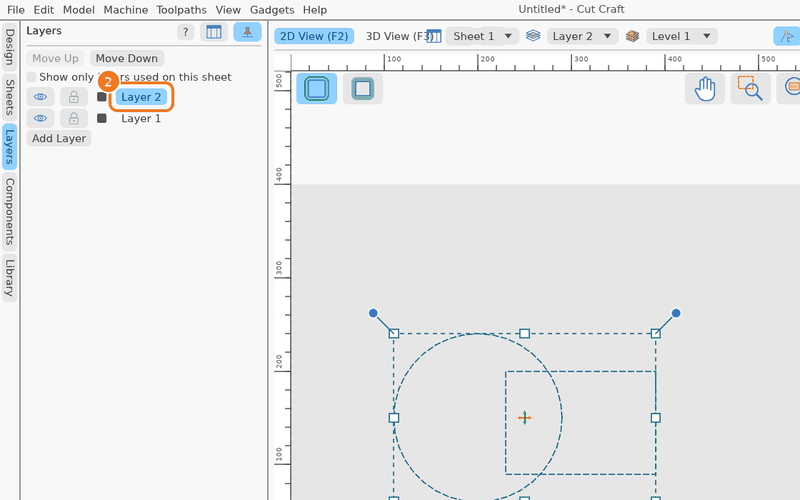 File Edit Model Machine Toolpaths View Gadgets Help Untitled* - Cut Craft
Layers ?
2D View (F2) 3D View (F3) Sheet 1 Layer 2 Level 1
Move Up Move Down
Show only used on this sheet
2
Layer 2
Layer 1
Add Layer
Design
Sheets
Layers
Components
Library
100 200 300 400 500
500
400
300
200
100